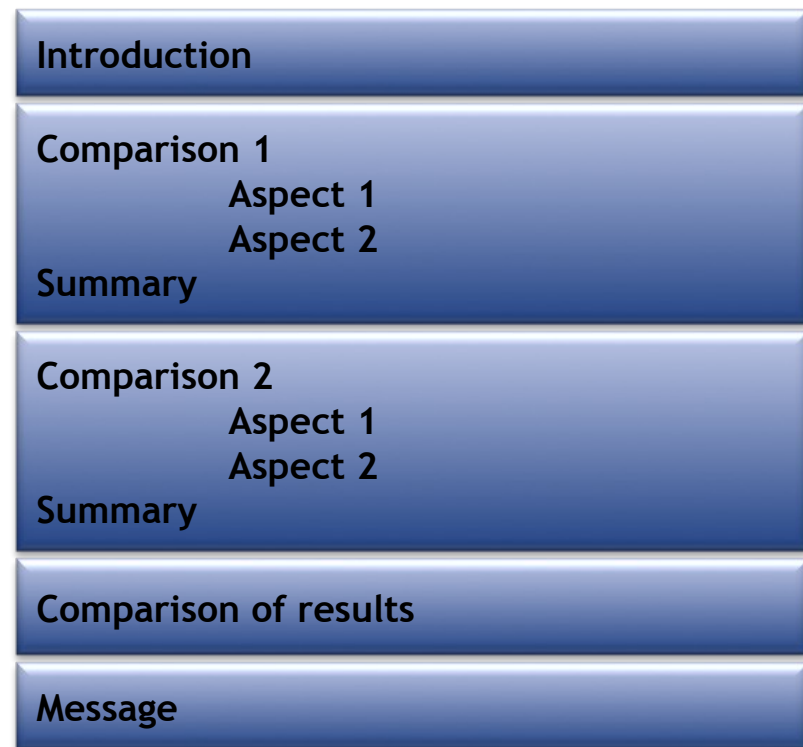 Introduction
Comparison 1
Aspect 1
Aspect 2
Summary
Comparison 2
Aspect 1
Aspect 2
Summary
Comparison of results
Message